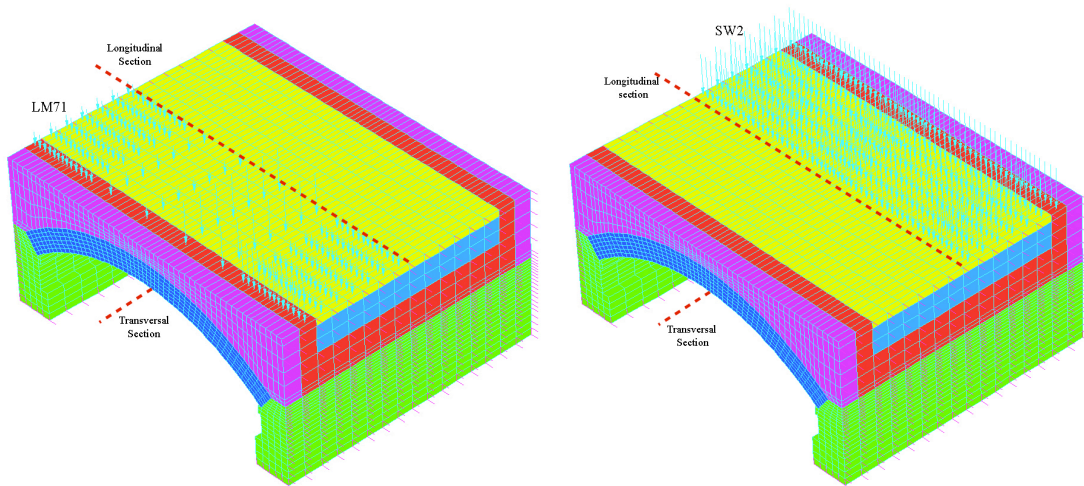 Longitudinal
Section
LM71
Transversal
Section
SW2
Longitudinal
section
Transversal
Section